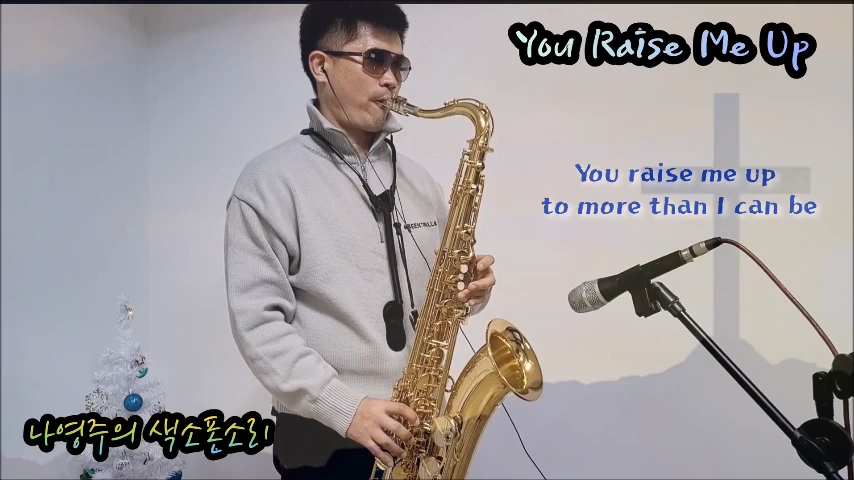 You Raise Me Up
You raise me up
to more than I can be
나영주의 색소폰소리